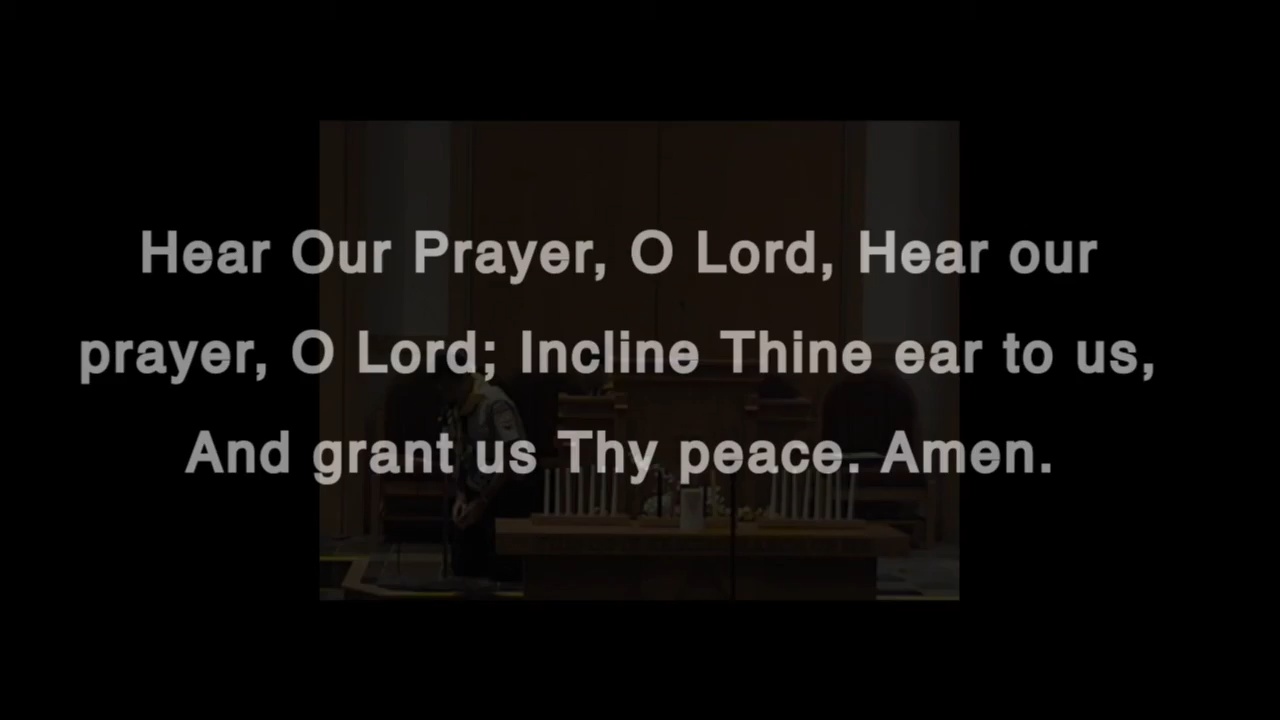 Hear Our Prayer, O Lord, Hear our
prayer, O Lord; Incline Thine ear to us,
And grant us Thy peace. Amen.